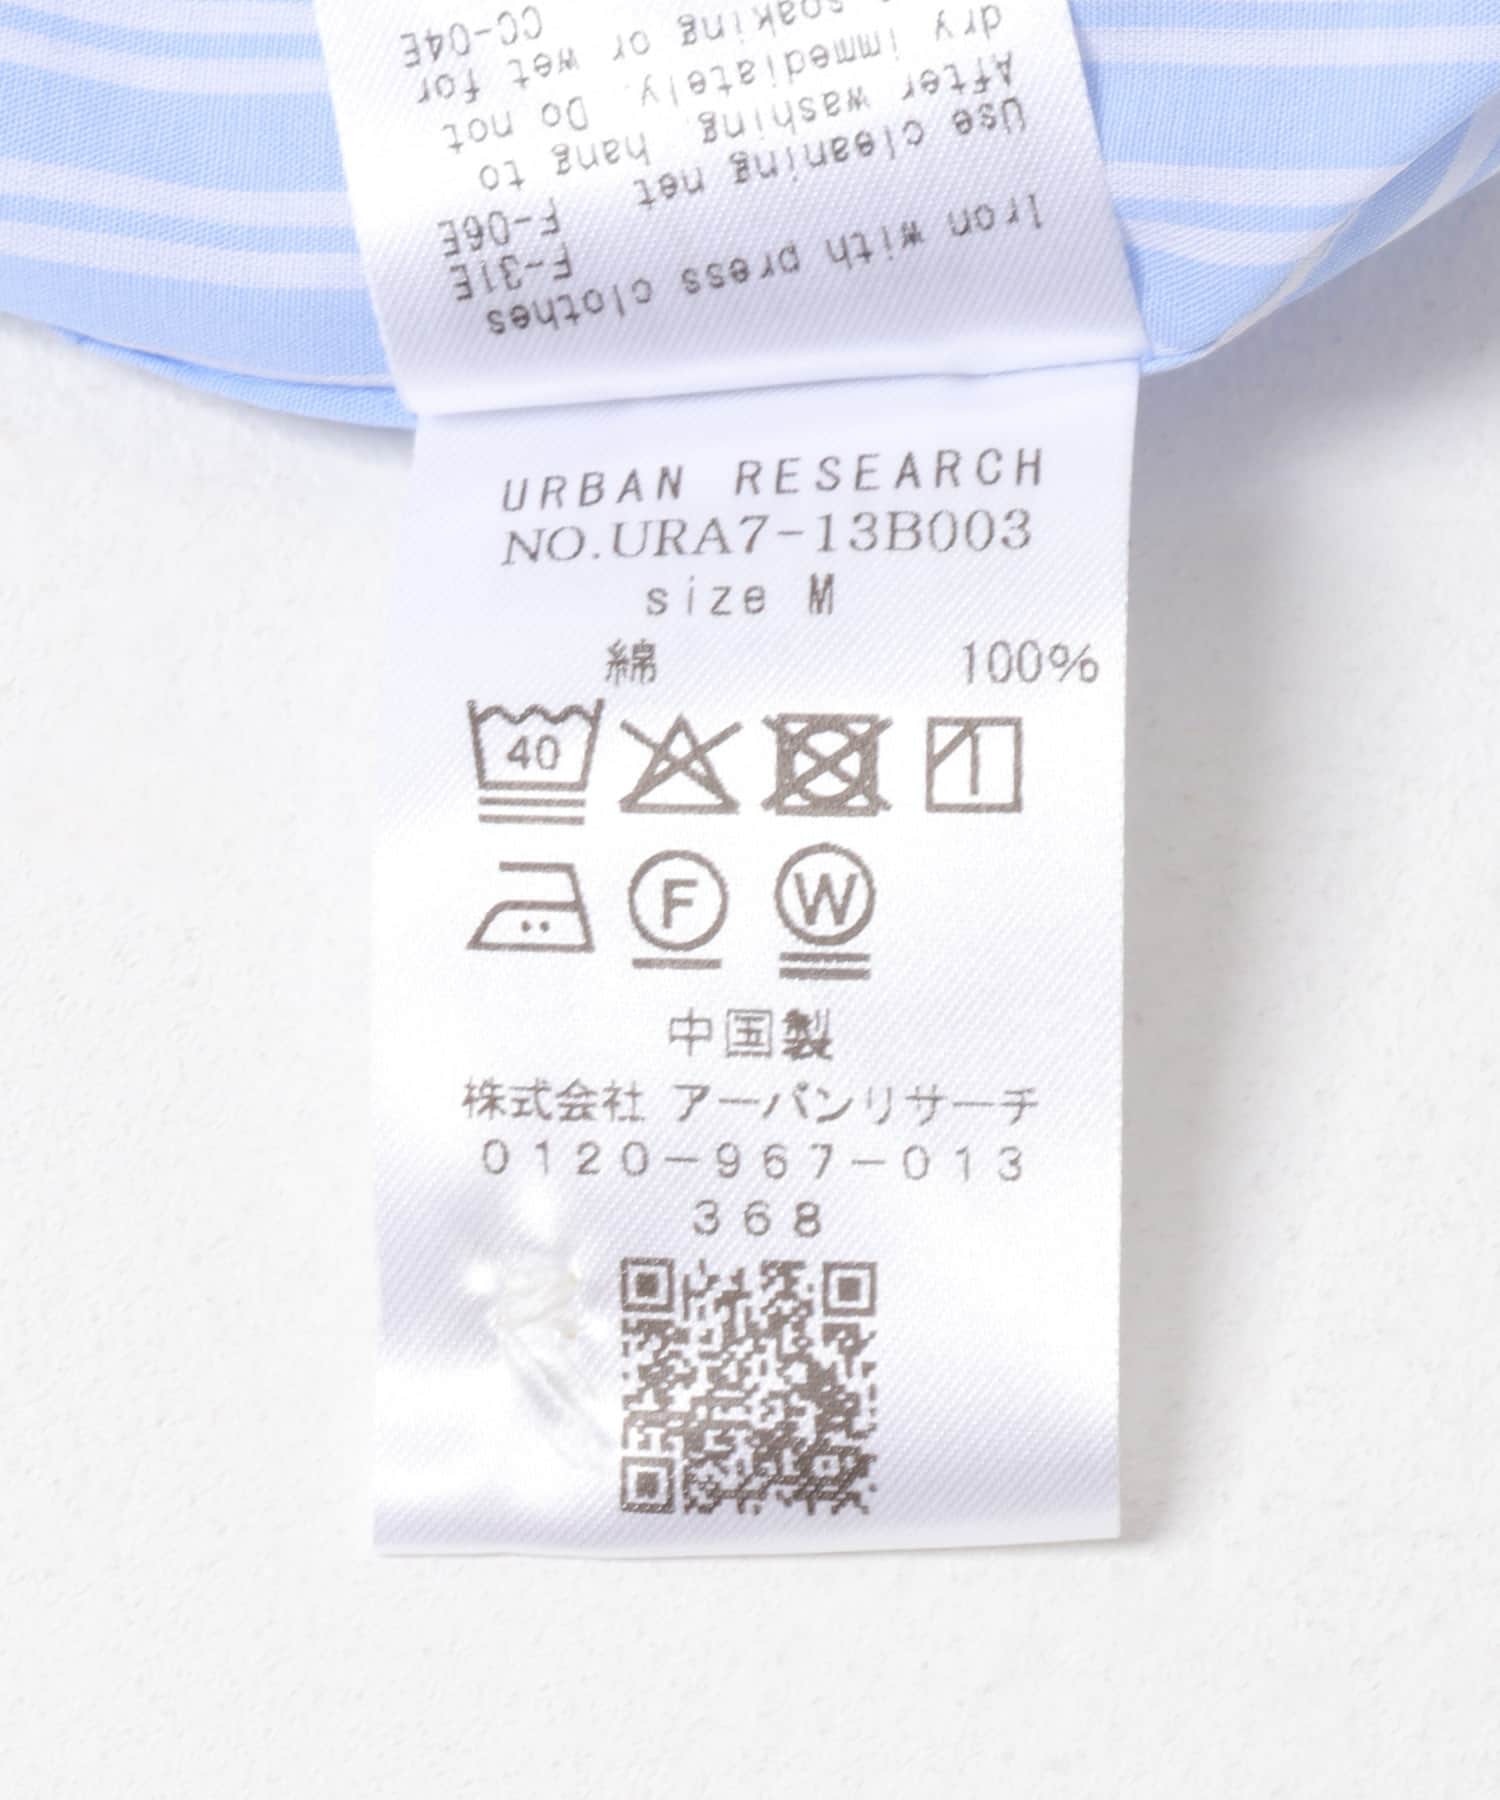 Iron with press clothes
F-31E
Use cleaning net
F-06E
After washing, hang to
dry immediately. Do not
soaking or wet for
CC-04E
URBAN RESEARCH
NO.URA7-13B003
size M
綿 100%
40
F
W
中国製
株式会社 アーバンリサーチ
0120-967-013
368